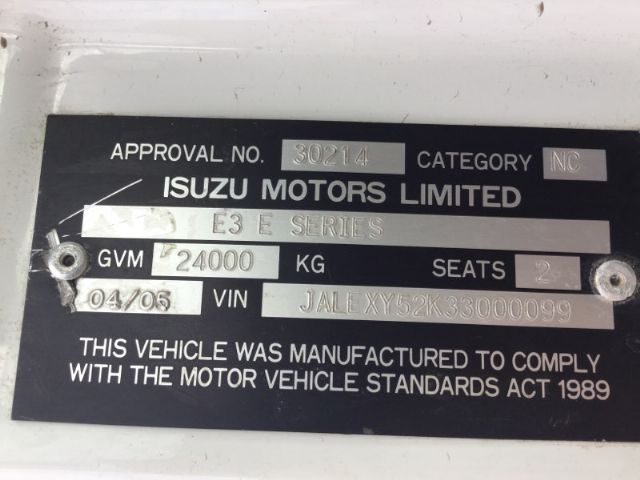 APPROVAL NO. 30214 CATEGORY NC
ISUZU MOTORS LIMITED
E3 E SERIES
GVM 24000 KG SEATS 2
04/05 VIN JALEXY52K33000099
THIS VEHICLE WAS MANUFACTURED TO COMPLY
WITH THE MOTOR VEHICLE STANDARDS ACT 1989